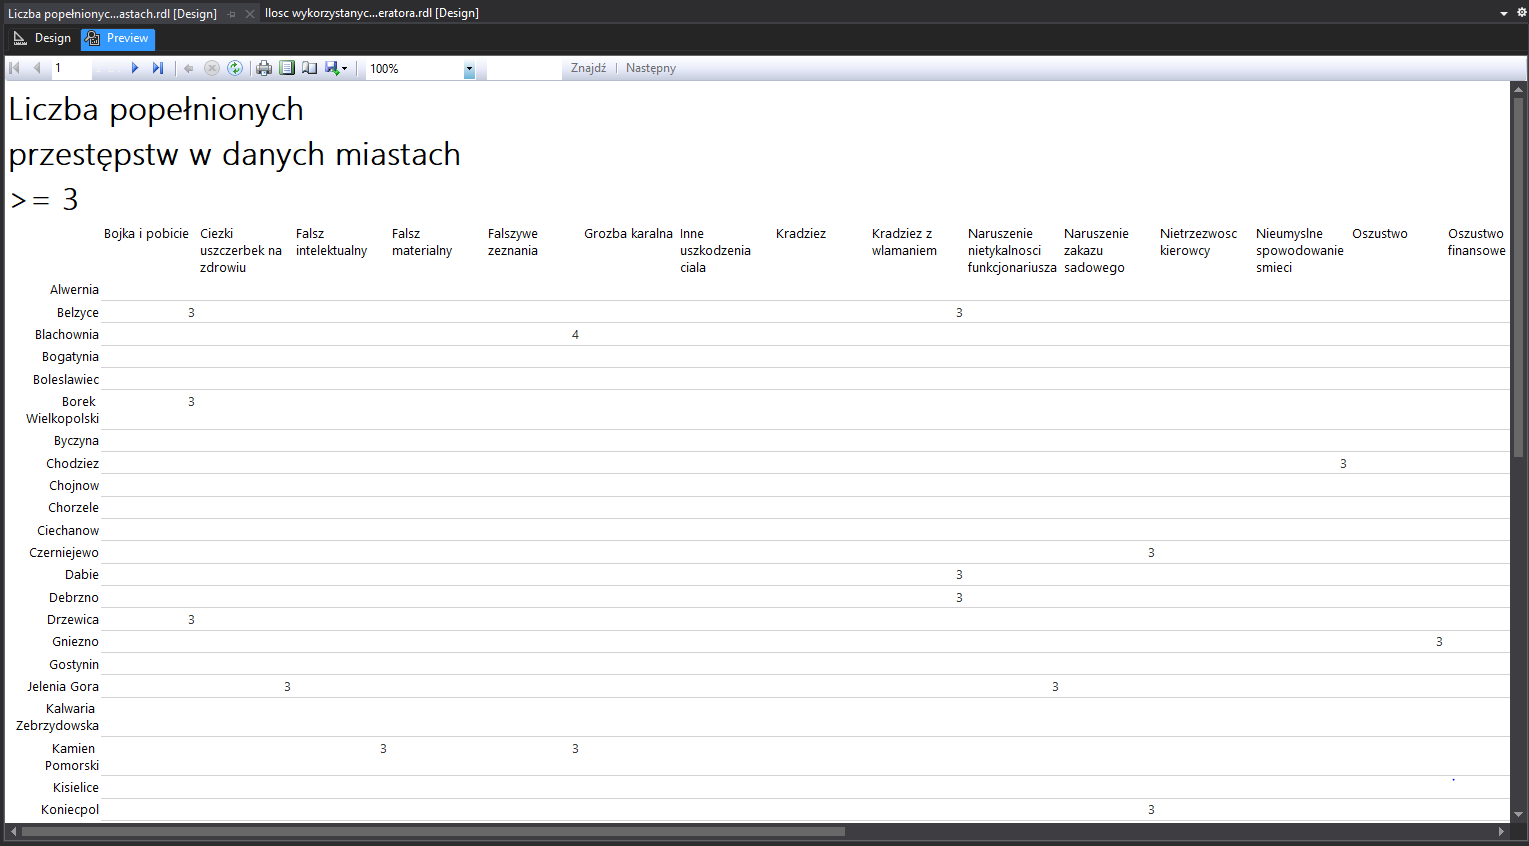 Liczba popełnionyc...astach.rdl [Design] Ilosc wykorzystanyc...eratora.rdl [Design]
Design Preview
1 100% Znajdź | Następny
Liczba popełnionych
przestępstw w danych miastach
>= 3
Bojka i pobicie Ciezki Falsz Falsz Falszywe Grozba karalna Inne Kradziez Kradziez z Naruszenie Naruszenie Nietrzezwosc Nieumyslne Oszustwo Oszustwo
uszczerbek na intelektualny materialny zeznania uszkodzenia wlamaniem nietykalnosci zakazu kierowcy spowodowanie finansowe
zdrowiu ciala funkcjonariusza sadowego smieci
Alwernia
Belzyce 3 3
Blachownia 4
Bogatynia
Boleslawiec
Borek 3
Wielkopolski
Byczyna
Chodziez 3
Chojnow
Chorzele
Ciechanow
Czerniejewo 3
Dabie 3
Debrzno 3
Drzewica 3
Gniezno 3
Gostynin
Jelenia Gora 3 3
Kalwaria
Zebrzydowska
Kamien 3 3
Pomorski
Kisielice
Koniecpol 3